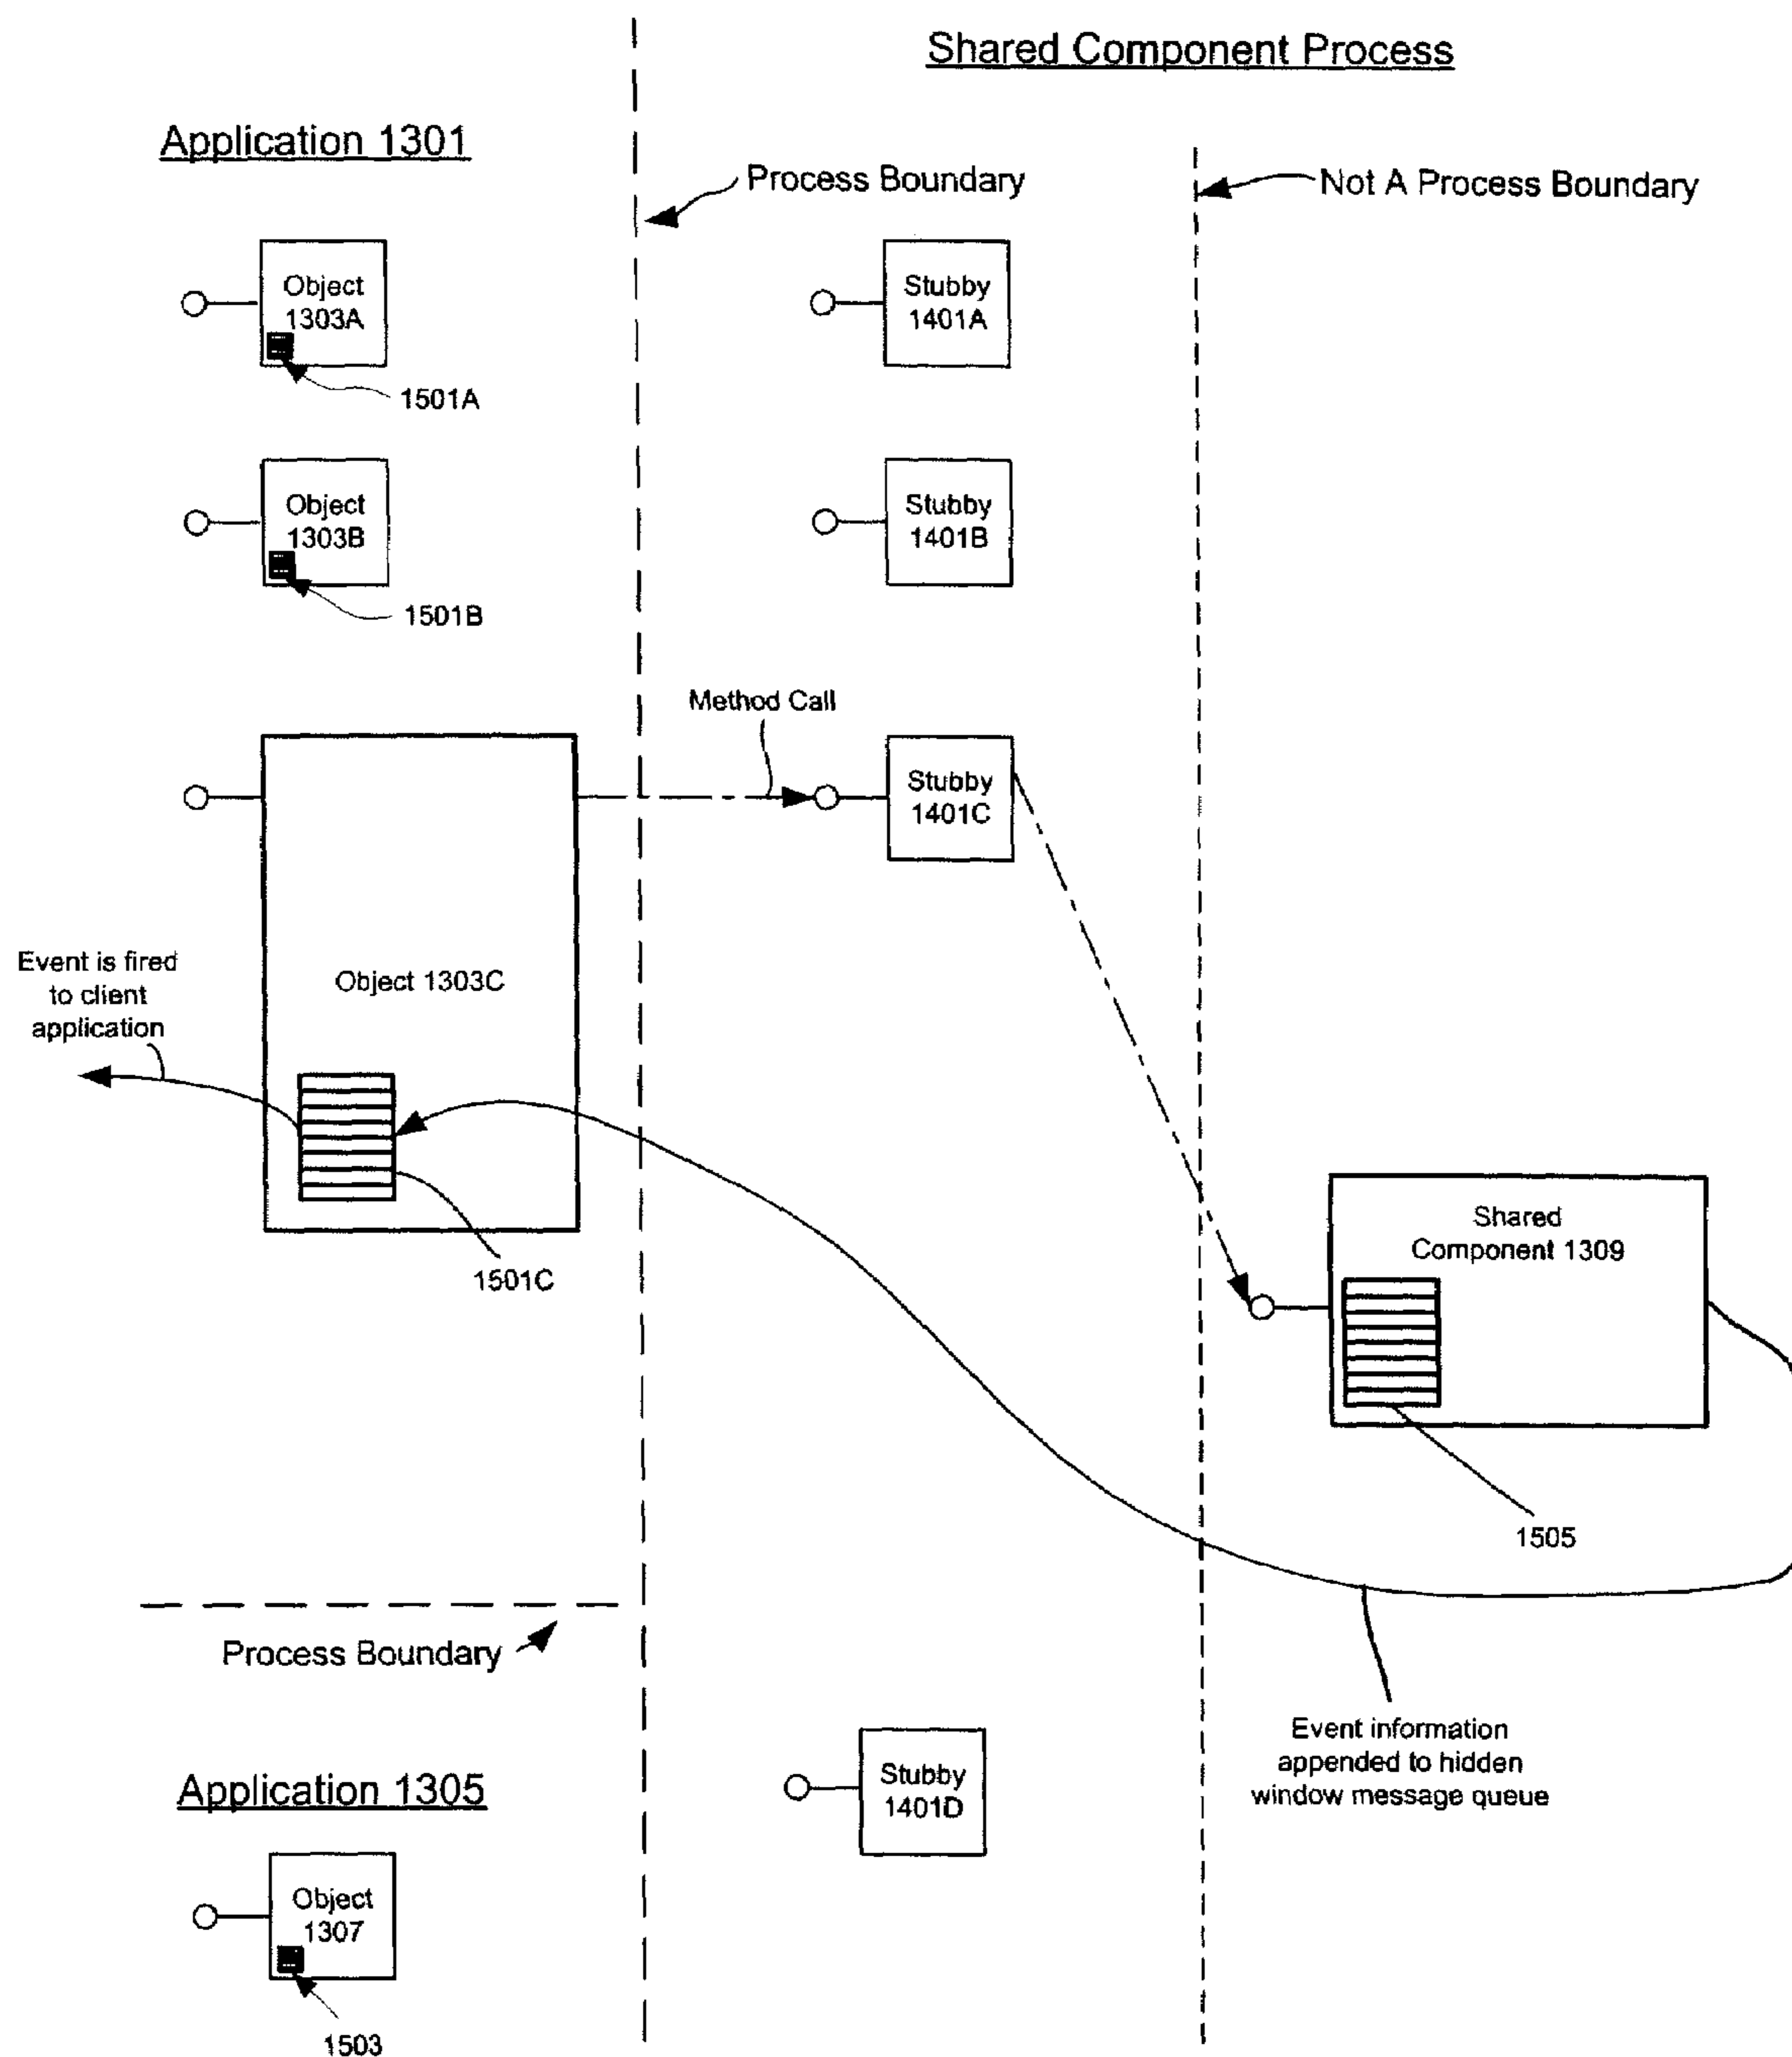 Shared Component Process
Application 1301
Process Boundary
Not A Process Boundary
Object
1303A
Stubby
1401A
1501A
Object
1303B
Stubby
1401B
1501B
Method Call
Stubby
1401C
Event is fired
to client
application
Object 1303C
1501C
Shared
Component 1309
1505
Process Boundary
Event information
appended to hidden
window message queue
Application 1305
Stubby
1401D
Object
1307
1503